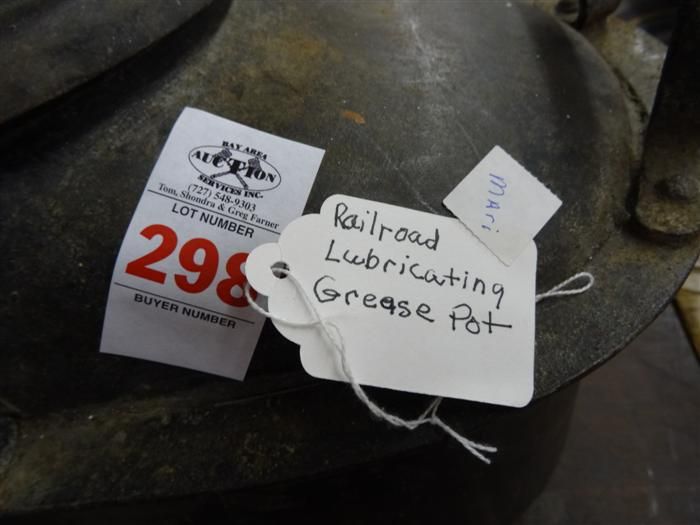 BAY AREA
AUCTION
SERVICES INC.
(727) 548-9303
Tom, Shondra & Greg Farner
LOT NUMBER
298
BUYER NUMBER
Railroad
Lubricating
Grease Pot
MARi